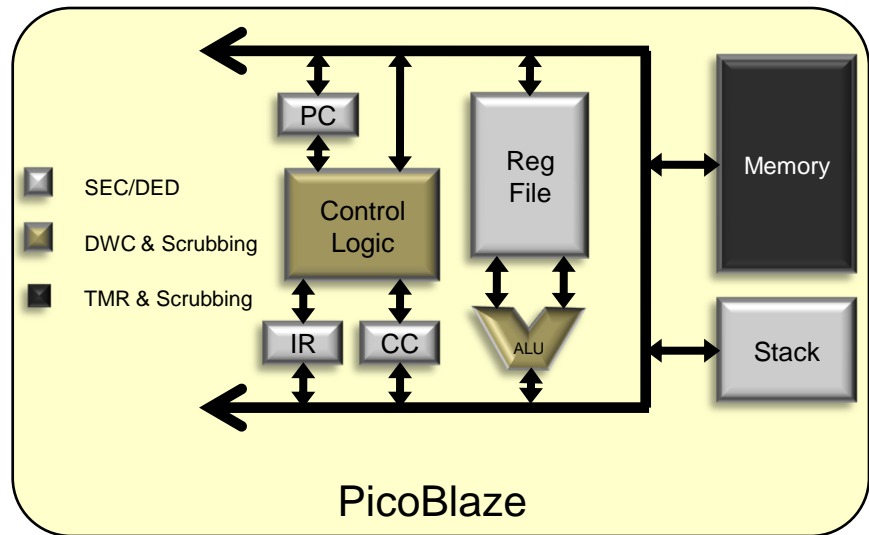 PC
Reg
File
Memory
SEC/DED
Control
Logic
DWC & Scrubbing
TMR & Scrubbing
IR
CC
ALU
Stack
PicoBlaze